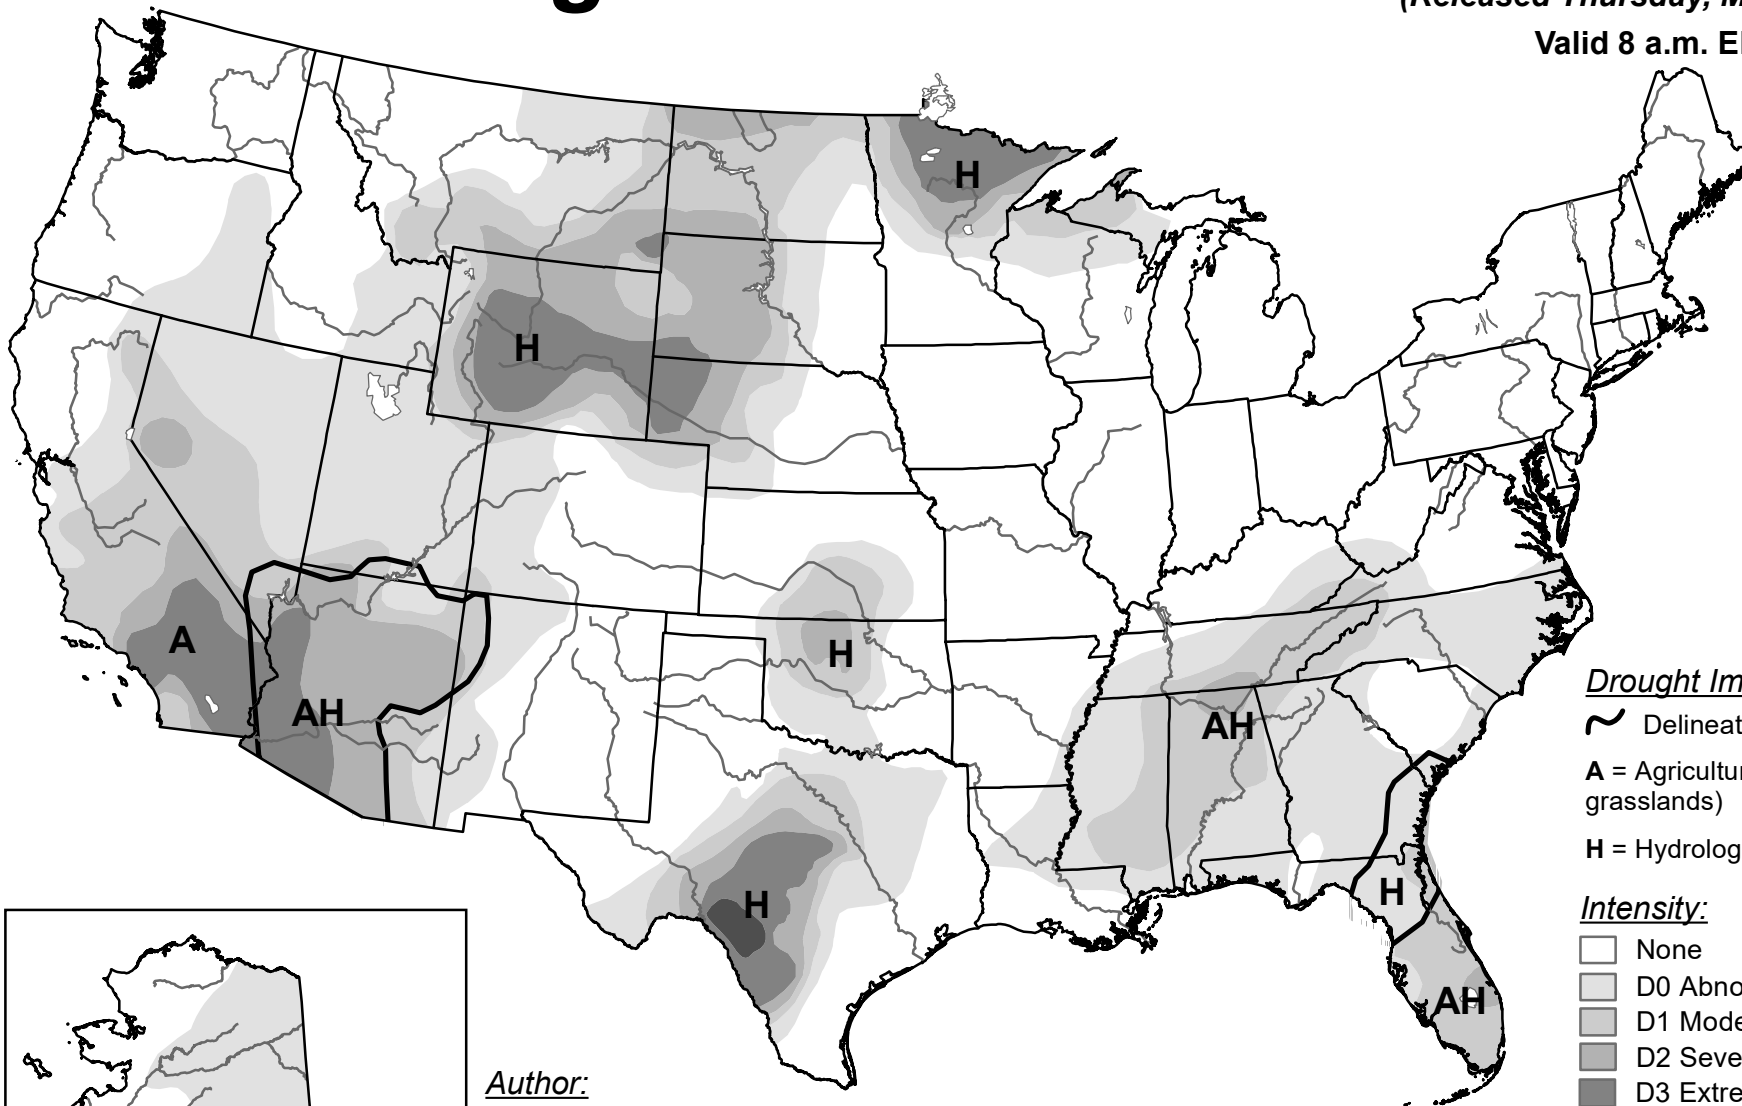 g
(Released Thursday, M
Valid 8 a.m. E
H
H
A
AH
H
AH
H
H
AH
Drought Im
Delineat
A = Agricultur
grasslands)
H = Hydrolog
Intensity:
None
D0 Abno
D1 Mode
D2 Seve
D3 Extre
Author: